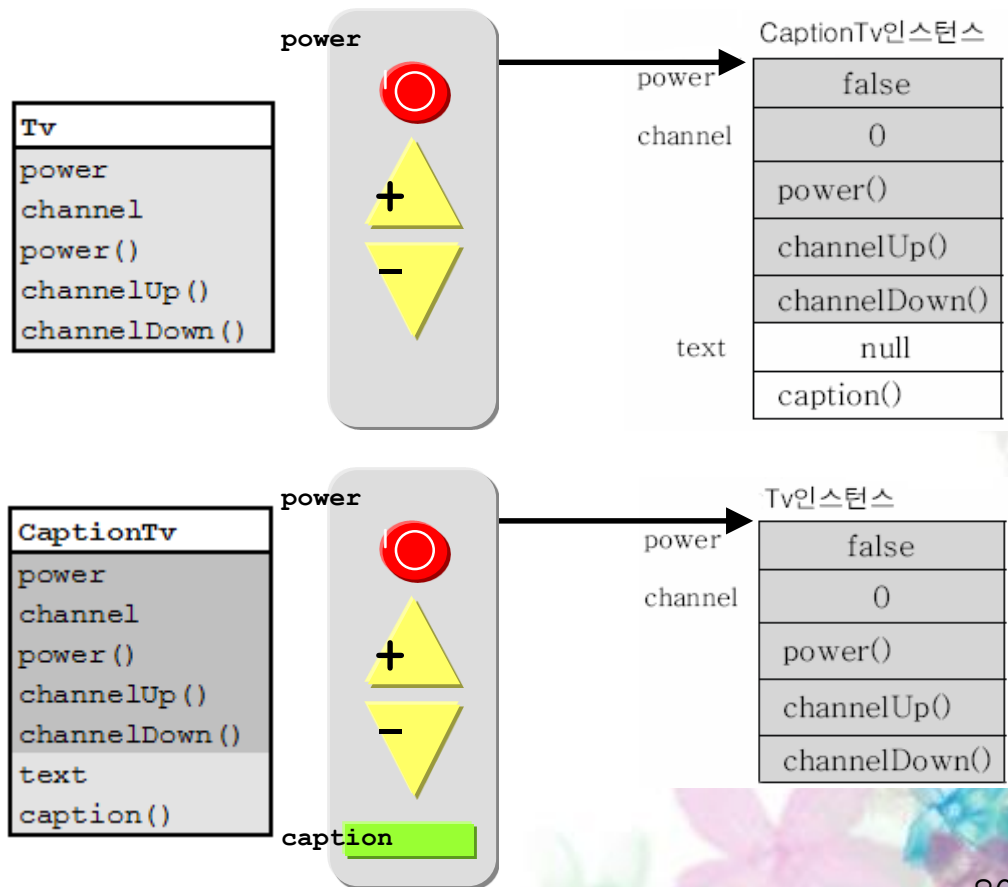 Tv
power
channel
power()
channelUp()
channelDown()
power
+
-
CaptionTv인스턴스
power
false
channel
0
power()
channelUp()
channelDown()
text
null
caption()
CaptionTv
power
channel
power()
channelUp()
channelDown()
text
caption()
power
+
-
caption
Tv인스턴스
power
false
channel
0
power()
channelUp()
channelDown()